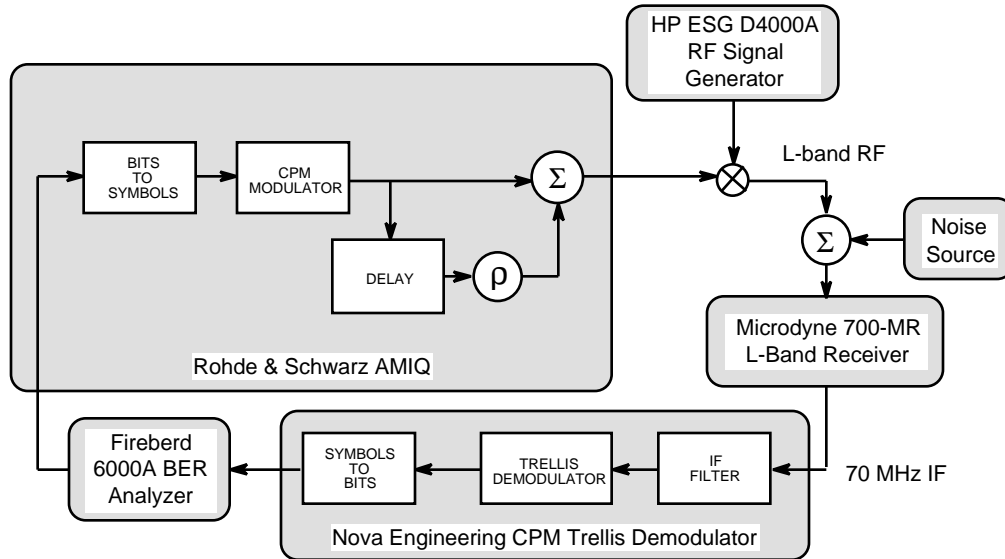 HP ESG D4000A
RF Signal
Generator
BITS
TO
SYMBOLS
CPM
MODULATOR
Σ
L-band RF
DELAY
ρ
Σ
Noise
Source
Rohde & Schwarz AMIQ
Microdyne 700-MR
L-Band Receiver
Fireberd
6000A BER
Analyzer
SYMBOLS
TO
BITS
TRELLIS
DEMODULATOR
IF
FILTER
70 MHz IF
Nova Engineering CPM Trellis Demodulator